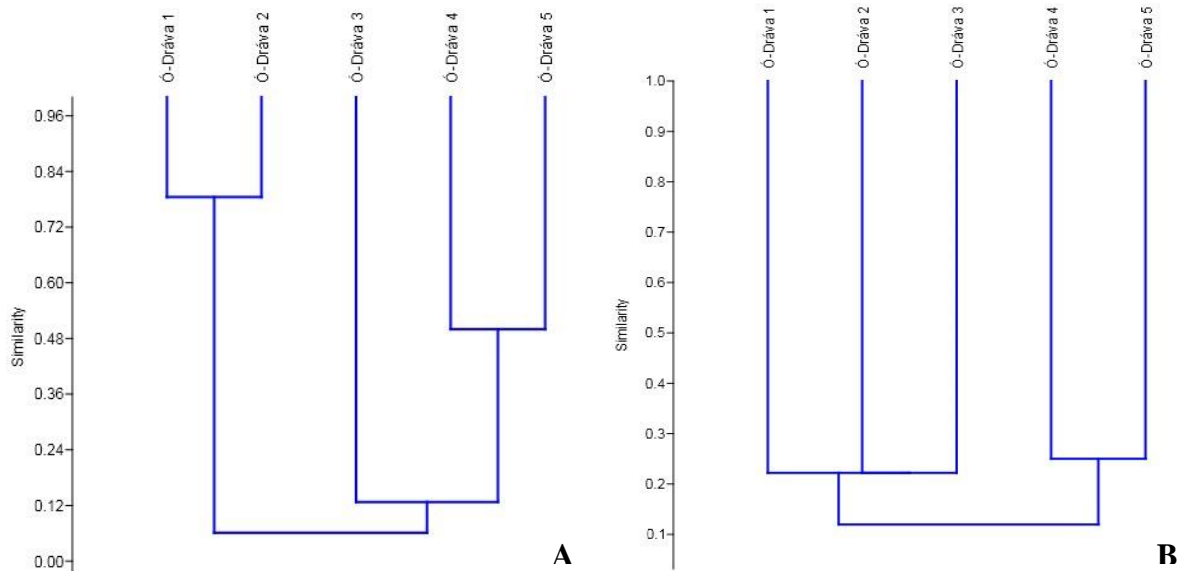 Ó-Dráva 1
Ó-Dráva 2
Ó-Dráva 3
Ó-Dráva 4
Ó-Dráva 5
0.96
0.84
0.72
0.60
0.48
0.36
0.24
0.12
0.00
Similarity
A
Ó-Dráva 1
Ó-Dráva 2
Ó-Dráva 3
Ó-Dráva 4
Ó-Dráva 5
1.0
0.9
0.8
0.7
0.6
0.5
0.4
0.3
0.2
0.1
Similarity
B